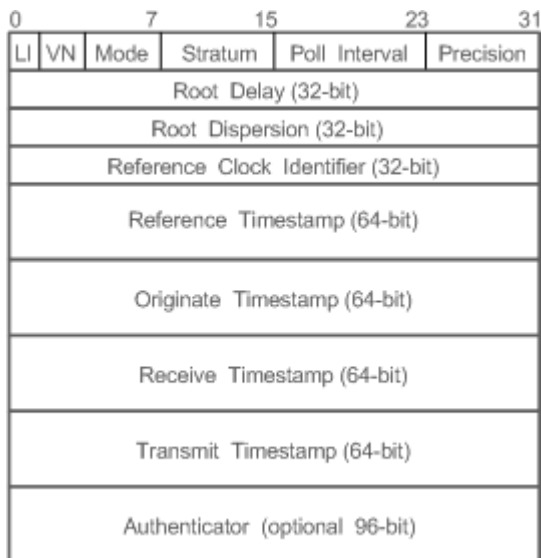 0 7 15 23 31
LI VN Mode Stratum Poll Interval Precision
Root Delay (32-bit)
Root Dispersion (32-bit)
Reference Clock Identifier (32-bit)
Reference Timestamp (64-bit)
Originate Timestamp (64-bit)
Receive Timestamp (64-bit)
Transmit Timestamp (64-bit)
Authenticator (optional 96-bit)